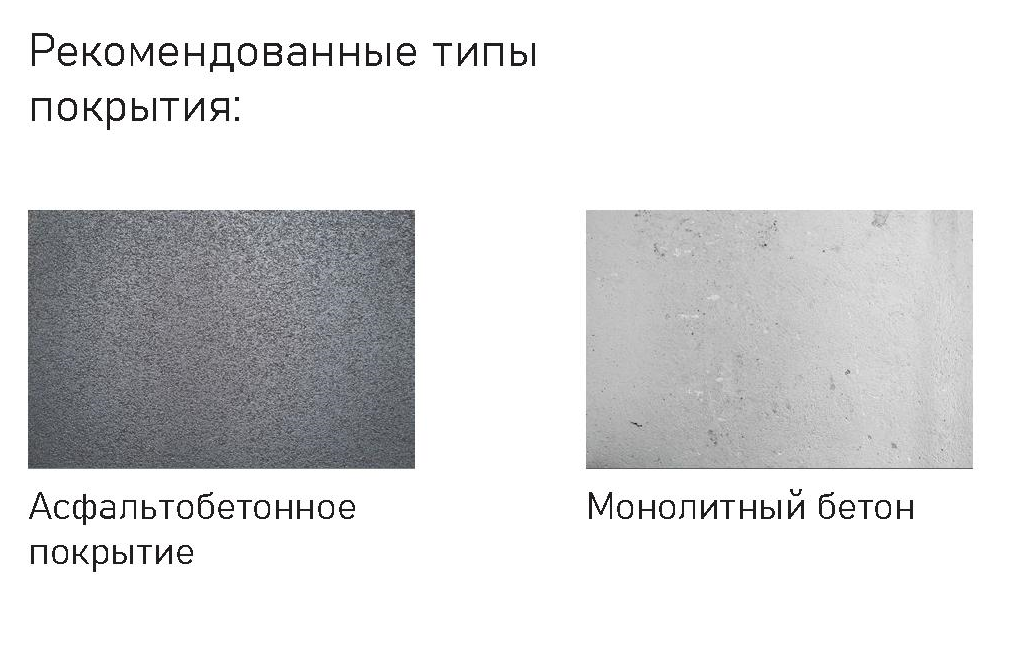 Рекомендованные типы
покрытия:
Асфальтобетонное
покрытие
Монолитный бетон